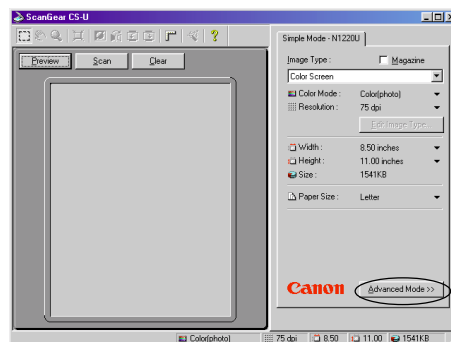 ScanGear CS-U
Preview Scan Clear
Simple Mode - N1220U
Image Type : Magazine
Color Screen
Color Mode : Color(photo)
Resolution : 75 dpi
Edit Image Type...
Width : 8.50 inches
Height : 11.00 inches
Size : 1541KB
Paper Size : Letter
Canon Advanced Mode >>
Color[photo] 75 dpi 8.50 11.00 1541KB